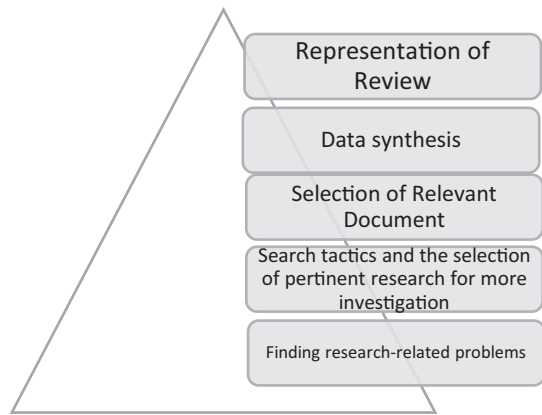 Representation of
Review
Data synthesis
Selection of Relevant
Document
Search tactics and the selection
of pertinent research for more
investigation
Finding research-related problems